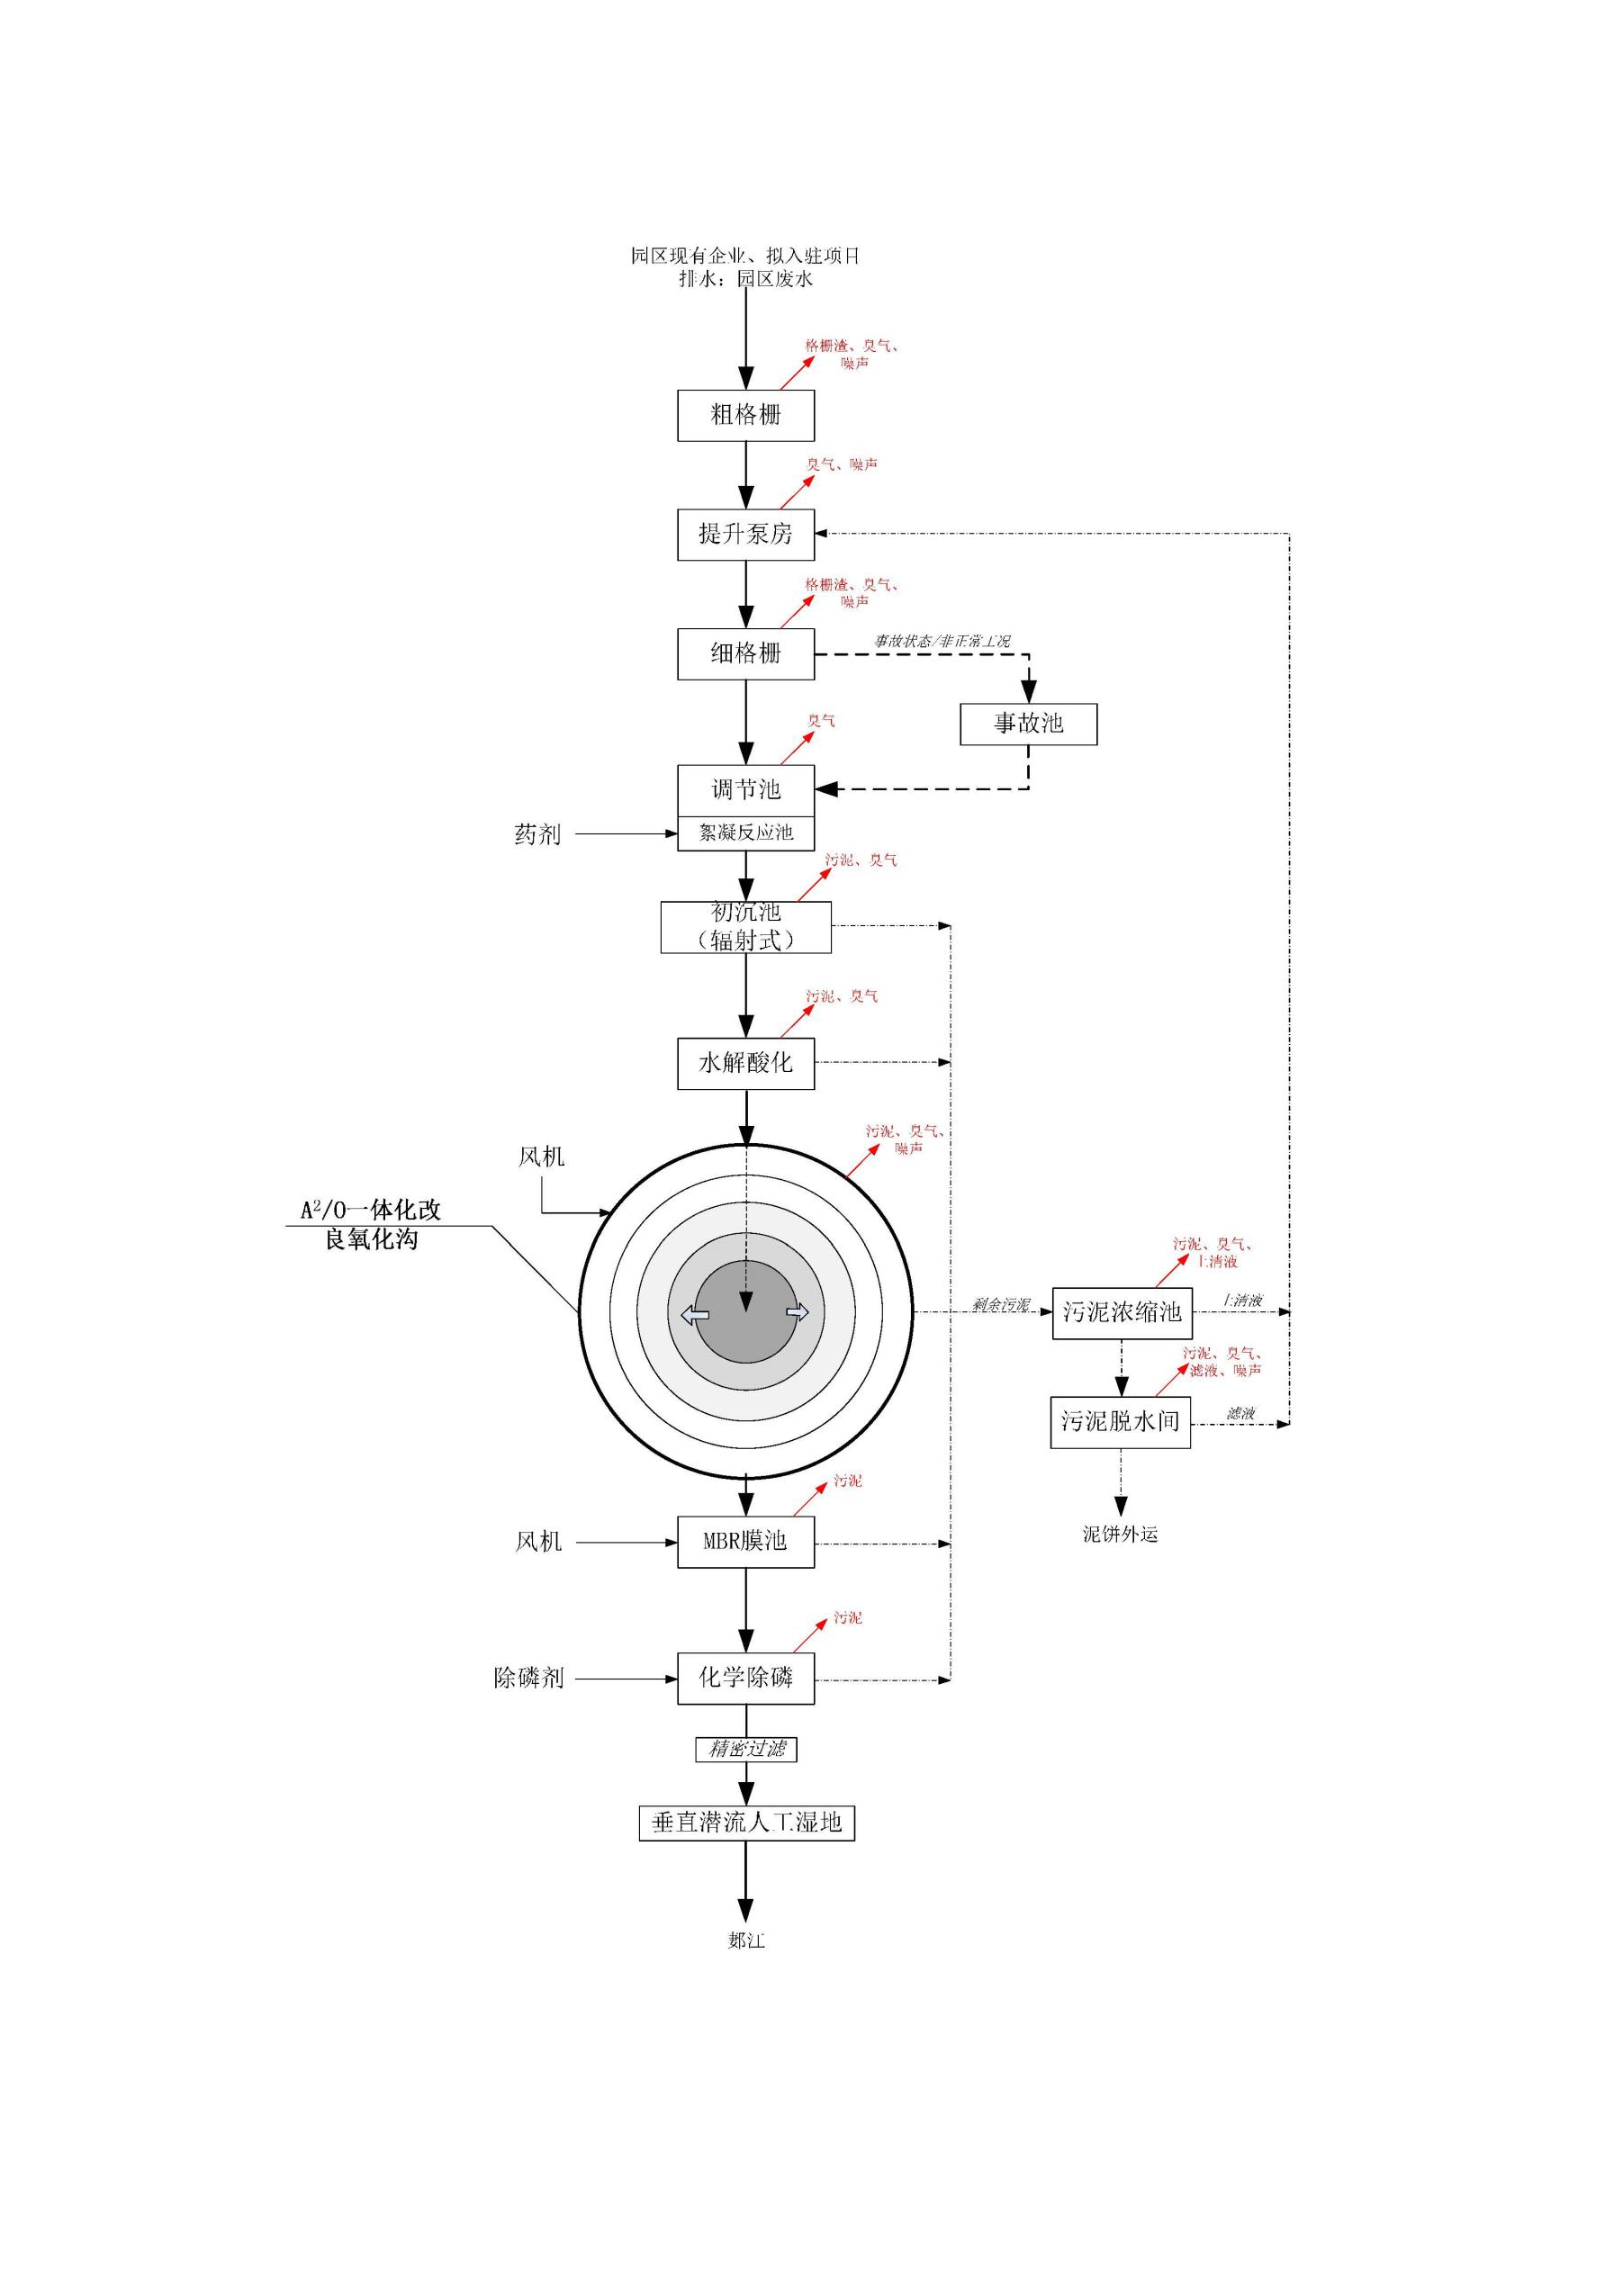 园区现有企业、拟入驻项目
排水：园区废水
格栅渣、臭气、
噪声
粗格栅
臭气、噪声
提升泵房
格栅渣、臭气、
噪声
细格栅
事故状态/非正常工况
事故池
臭气
调节池
药剂
絮凝反应池
污泥、臭气
初沉池
（辐射式）
污泥、臭气
水解酸化
污泥、臭气、
噪声
风机
A²/O一体化改
良氧化沟
剩余污泥
污泥、臭气、
上清液
污泥浓缩池
上清液
污泥、臭气、
滤液、噪声
污泥脱水间
滤液
泥饼外运
污泥
风机
MBR膜池
污泥
除磷剂
化学除磷
精密过滤
垂直潜流人工湿地
郪江